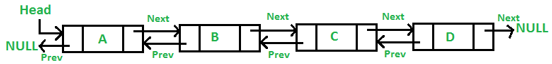 Head
Next Next Next Next
NULL A B C D NULL
Prev Prev Prev Prev